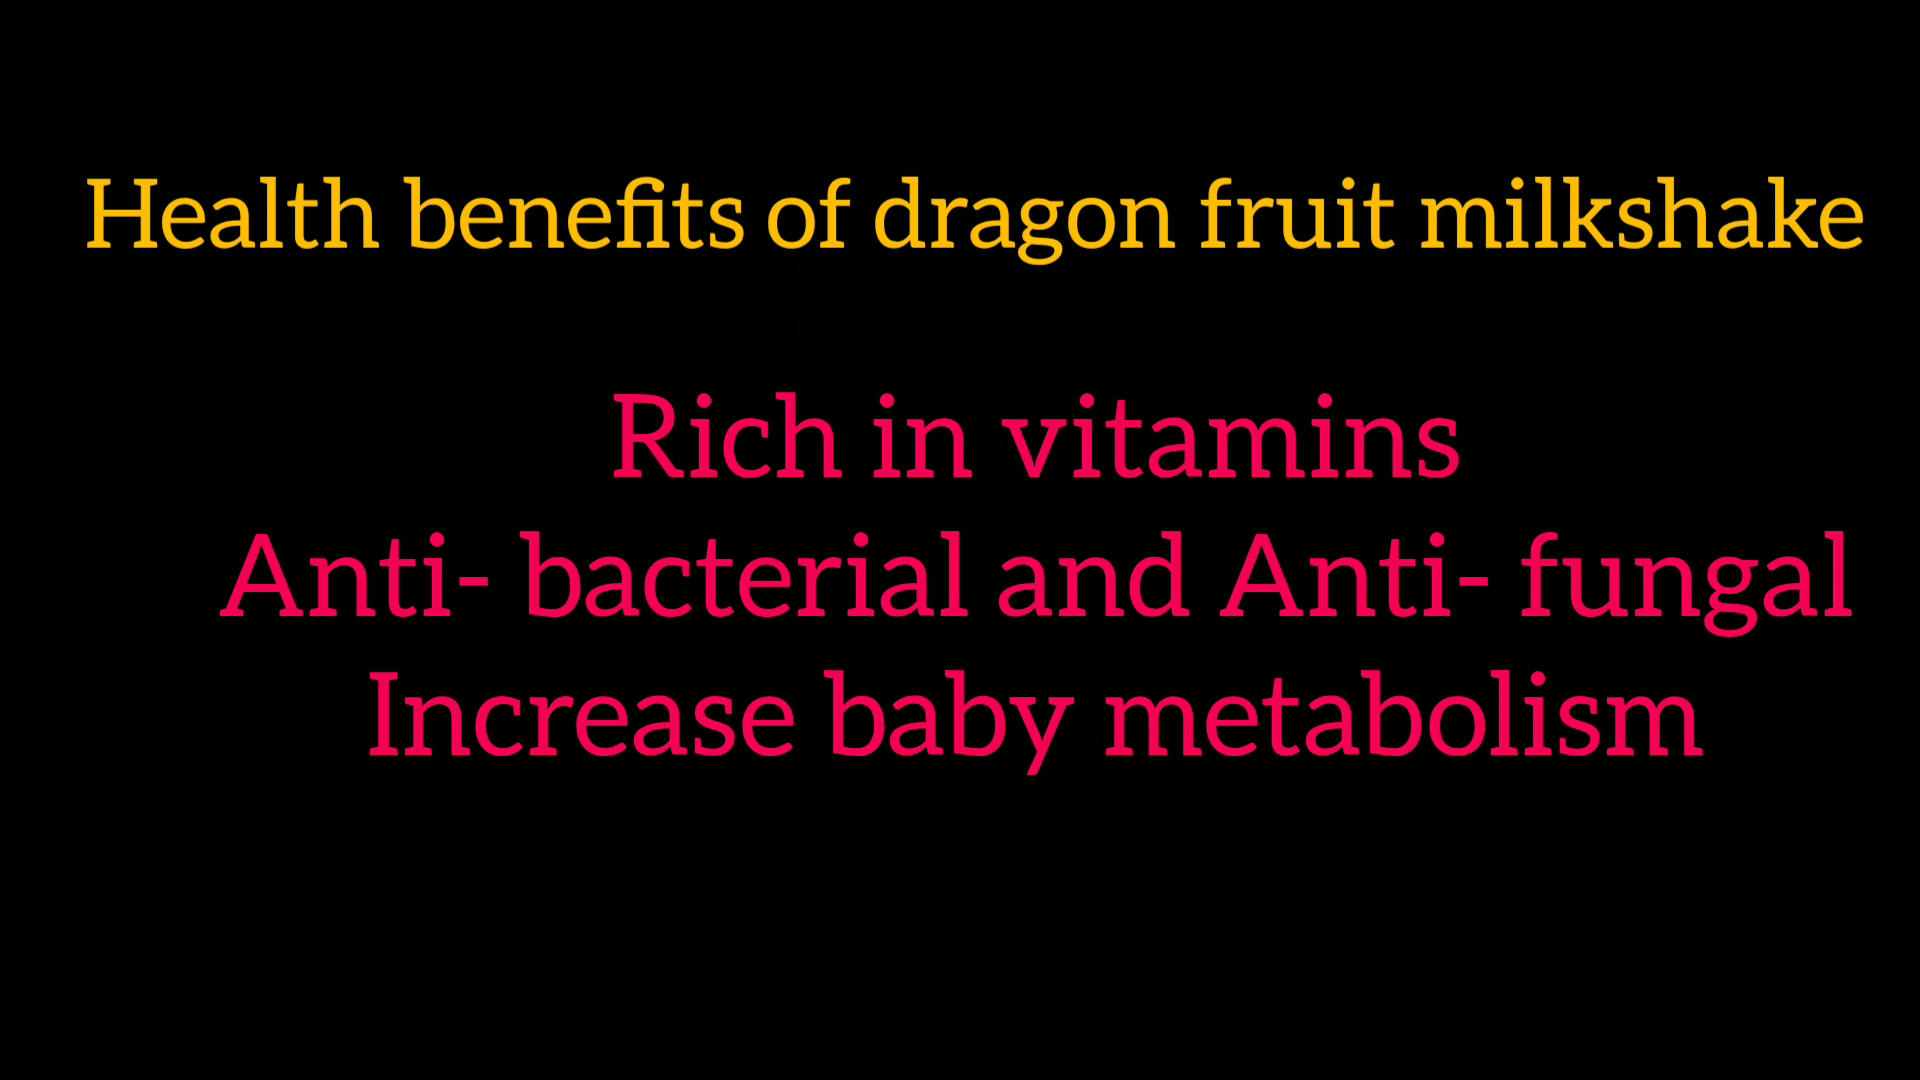 Health benefits of dragon fruit milkshake
Rich in vitamins
Anti- bacterial and Anti- fungal
Increase baby metabolism